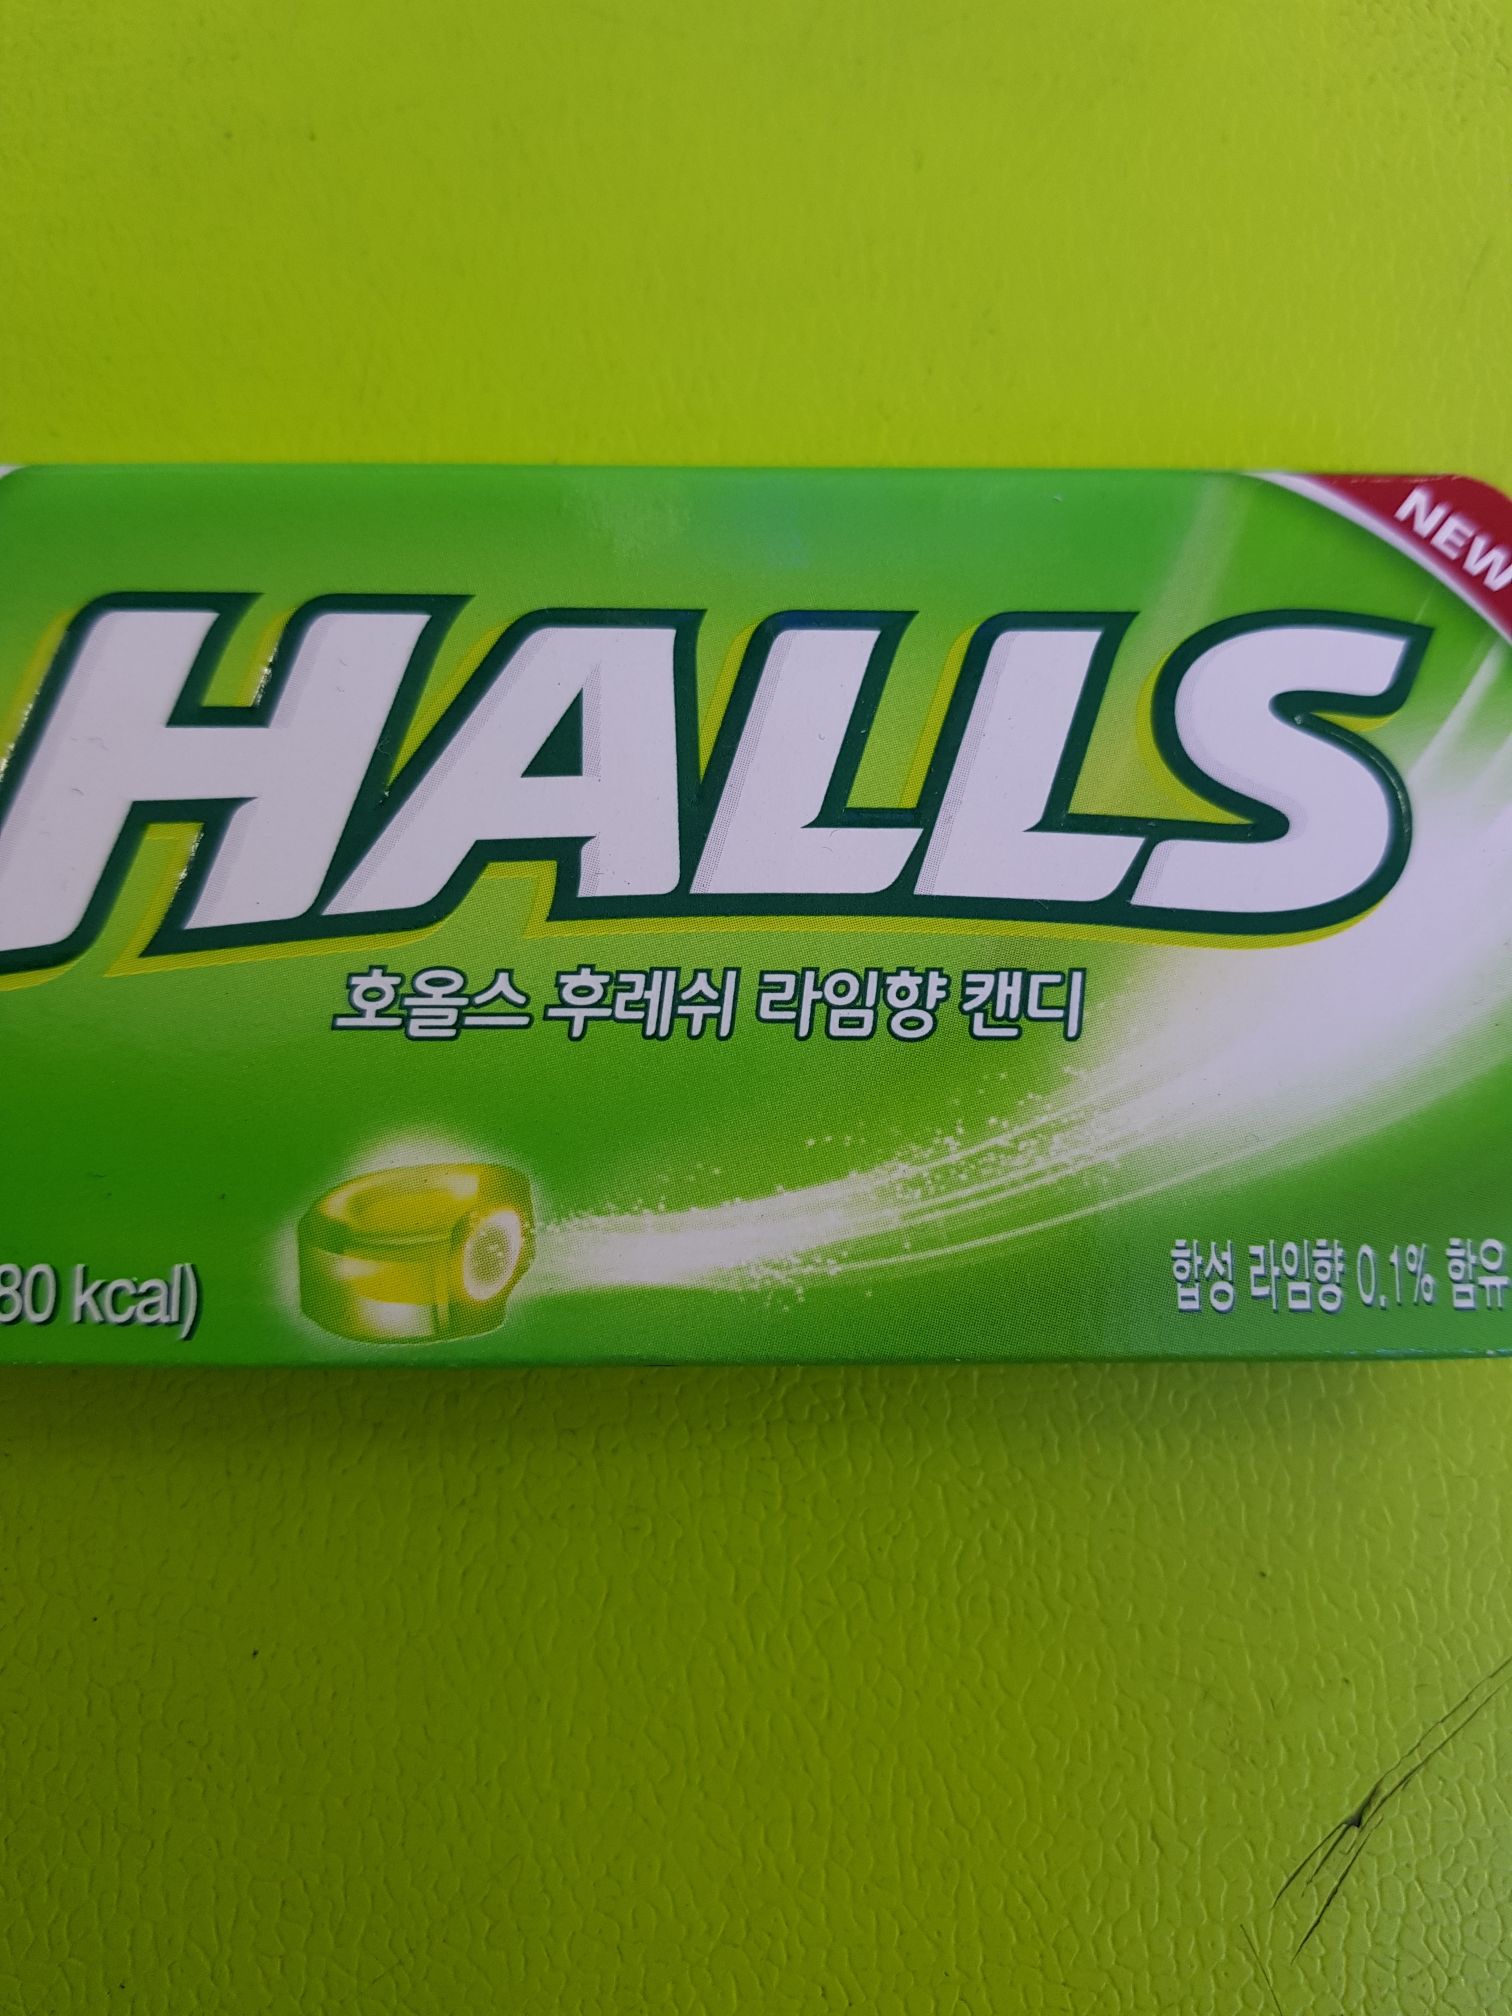 NEW
HALLS
호올스 후레쉬 라임향 캔디
80 kcal)
합성 라임향 0.1% 함유